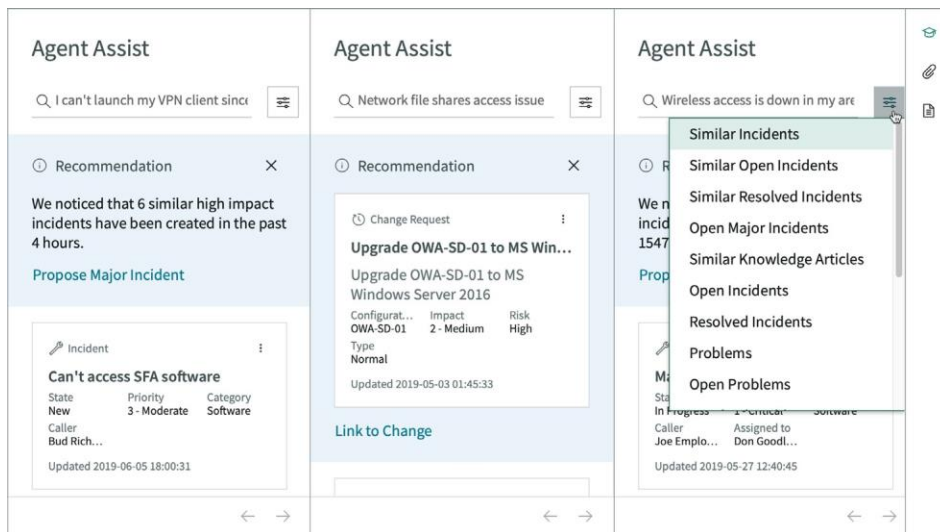 Agent Assist
I can't launch my VPN client since
Recommendation
We noticed that 6 similar high impact
incidents have been created in the past
4 hours.
Propose Major Incident
Incident
Can't access SFA software
State Priority Category
New 3 - Moderate Software
Caller
Bud Rich...
Updated 2019-06-05 18:00:31
Agent Assist
Network file shares access issue
Recommendation
Change Request
Upgrade OWA-SD-01 to MS Win...
Upgrade OWA-SD-01 to MS
Windows Server 2016
Configurat... Impact Risk
OWA-SD-01 2 - Medium High
Type
Normal
Updated 2019-05-03 01:45:33
Link to Change
Agent Assist
Wireless access is down in my are
Similar Incidents
Similar Open Incidents
Similar Resolved Incidents
Open Major Incidents
Similar Knowledge Articles
Open Incidents
Resolved Incidents
Problems
Open Problems
R
We n
incid
1547
Prop
Ma
Sta
In Progress 1 - Critical Software
Caller Assigned to
Joe Emplo... Don Goodl...
Updated 2019-05-27 12:40:45